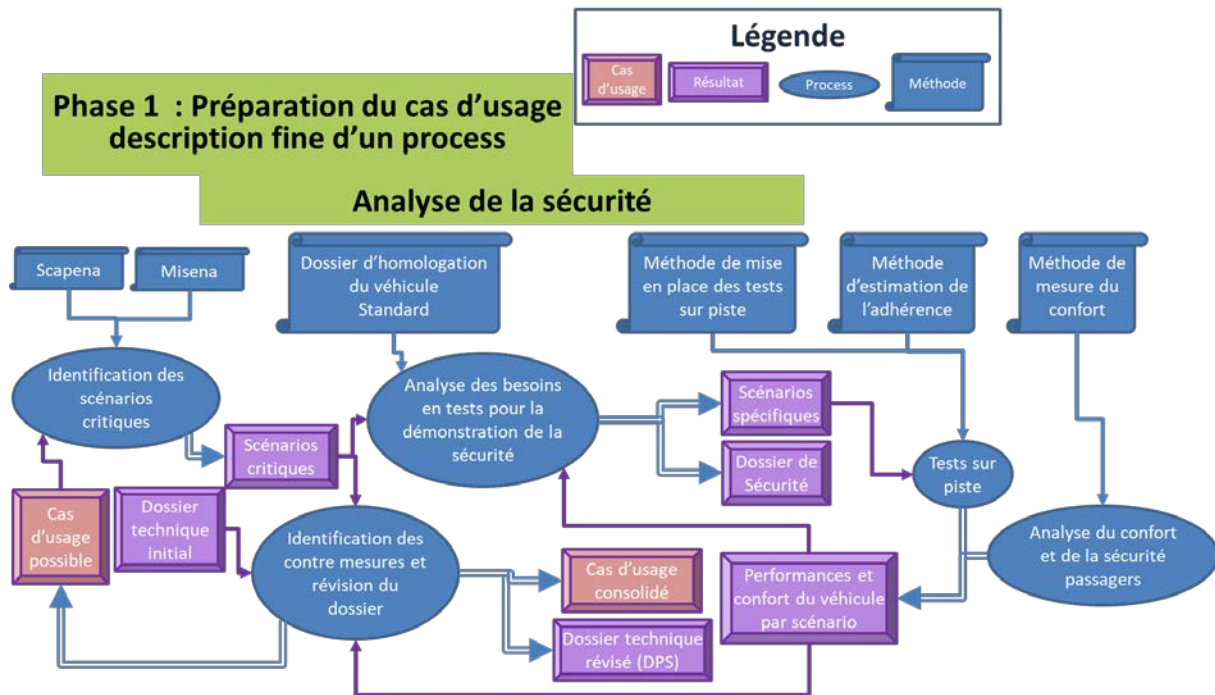 Légende
Cas
d'usage
Résultat
Process
Méthode
Phase 1 : Préparation du cas d'usage
description fine d'un process
Analyse de la sécurité
Scapena
Misena
Dossier d'homologation
du véhicule
Standard
Méthode de mise
en place des tests
sur piste
Méthode
d'estimation de
l'adhérence
Méthode de
mesure du
confort
Identification des
scénarios
critiques
Analyse des besoins
en tests pour la
démonstration de la
sécurité
Scénarios
spécifiques
Scénarios
critiques
Dossier de
Sécurité
Tests sur
piste
Cas
d'usage
possible
Dossier
technique
initial
Identification des
contre mesures et
révision du
dossier
Cas d'usage
consolidé
Performances et
confort du véhicule
par scénario
Analyse du confort
et de la sécurité
passagers
Dossier technique
révisé (DPS)